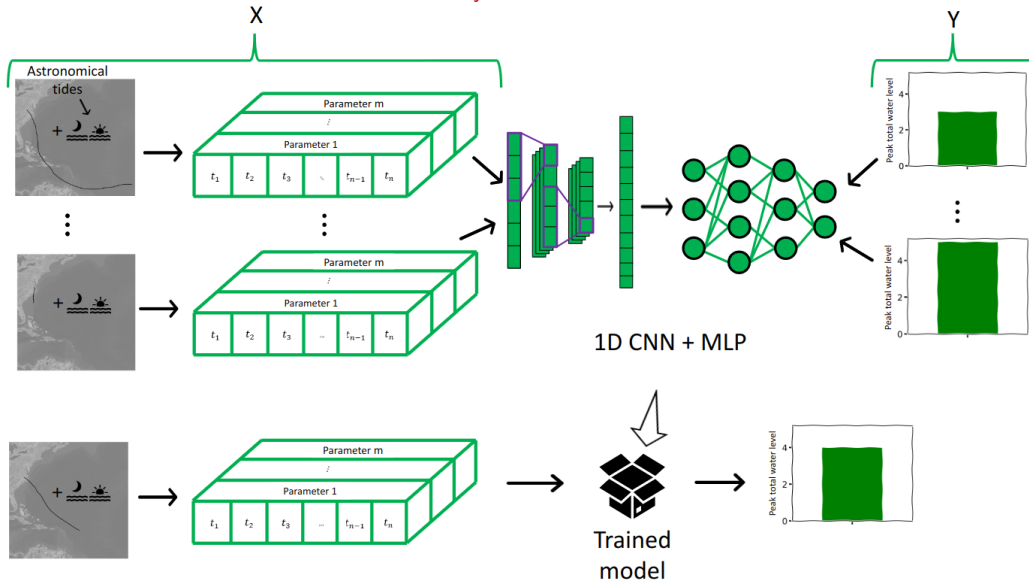 X
Y
Astronomical
tides
+
Parameter m
⋮
Parameter 1
t₁ t₂ t₃ .. tₙ₋₁ tₙ
Peak total water level
4
2
0
+
Parameter m
⋮
Parameter 1
t₁ t₂ t₃ ... tₙ₋₁ tₙ
Peak total water level
4
2
0
1D CNN + MLP
+
Parameter m
⋮
Parameter 1
t₁ t₂ t₃ ... tₙ₋₁ tₙ
Trained
model
Peak total water level
4
2
0